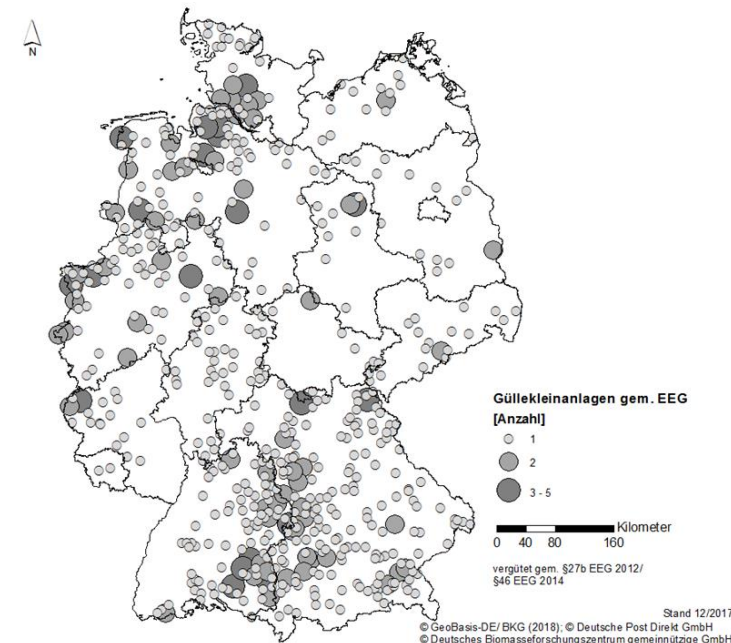 N
Güllekleinanlagen gem. EEG
[Anzahl]
1
2
3 - 5
Kilometer
0 40 80 160
vergütet gem. §27b EEG 2012/
§46 EEG 2014
Stand 12/2017
© GeoBasis-DE/ BKG (2018); © Deutsche Post Direkt GmbH
© Deutsches Biomasseforschungszentrum gemeinnützige GmbH